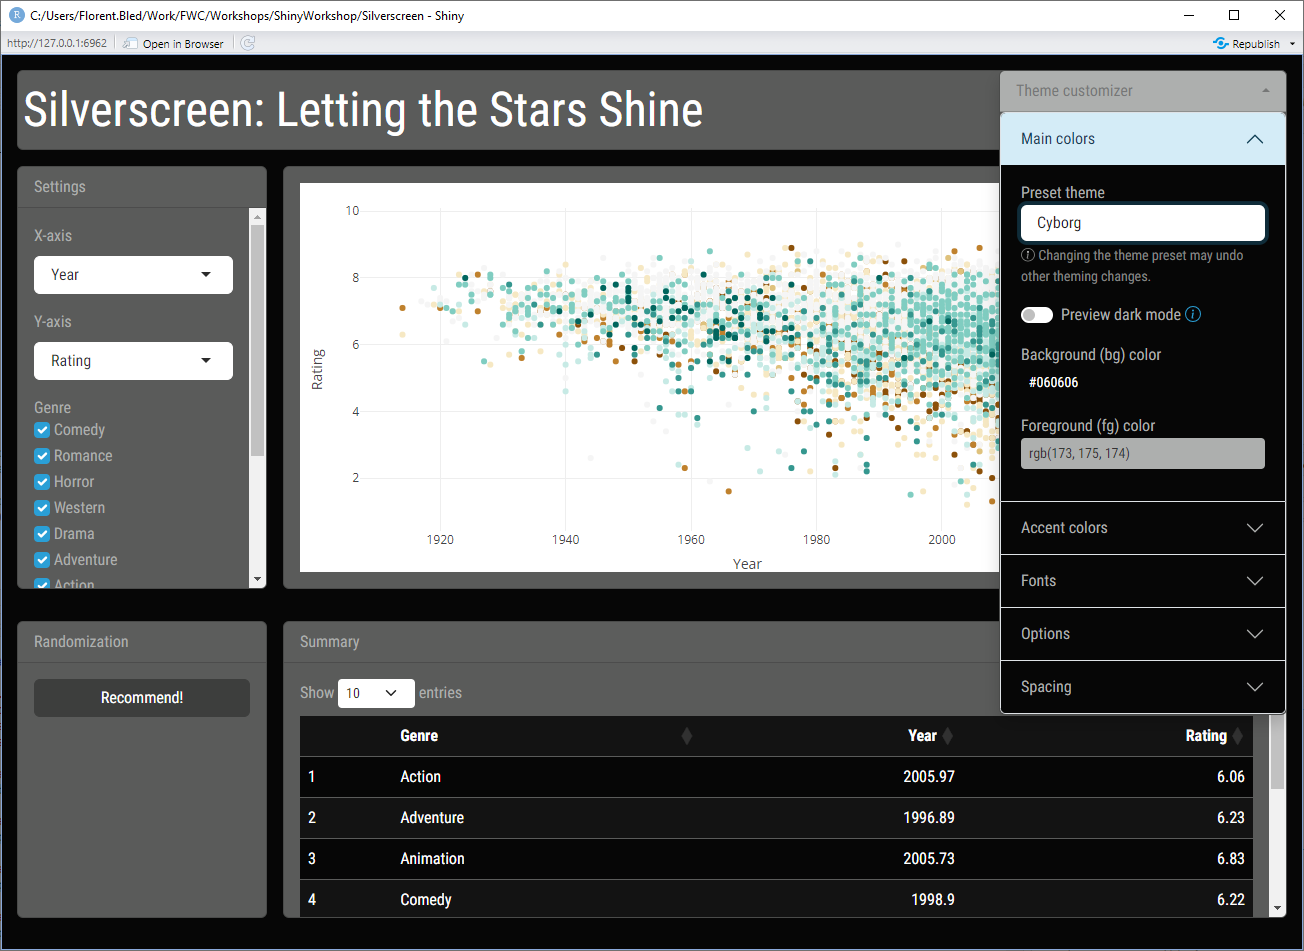 R C:/Users/Florent.Bled/Work/FWC/Workshops/ShinyWorkshop/Silverscreen - Shiny
http://127.0.0.1:6962 Open in Browser Republish
Silverscreen: Letting the Stars Shine
Settings
X-axis
Year
Y-axis
Rating
Genre
Comedy
Romance
Horror
Western
Drama
Adventure
Action
10
8
6
4
2
Rating
1920 1940 1960 1980 2000
Year
Theme customizer
Main colors
Preset theme
Cyborg
Changing the theme preset may undo
other theming changes.
Preview dark mode
Background (bg) color
#060606
Foreground (fg) color
rgb(173, 175, 174)
Accent colors
Fonts
Options
Spacing
Randomization
Recommend!
Summary
Show 10 entries
Genre Year Rating
1 Action 2005.97 6.06
2 Adventure 1996.89 6.23
3 Animation 2005.73 6.83
4 Comedy 1998.9 6.22